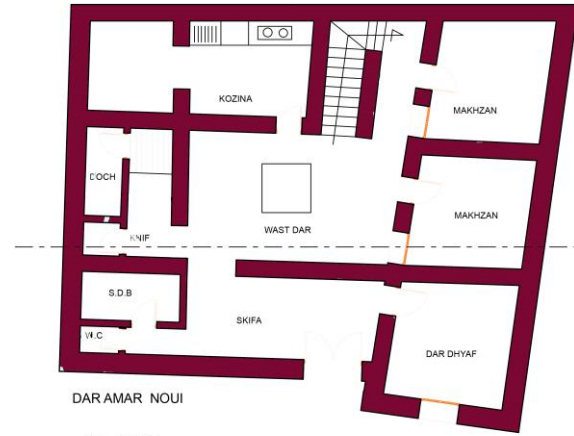 KOZINA
MAKHZAN
DOCH
MAKHZAN
WAST DAR
KNIF
S.D.B
SKIFA
W.C
DAR DHYAF
DAR AMAR NOUI